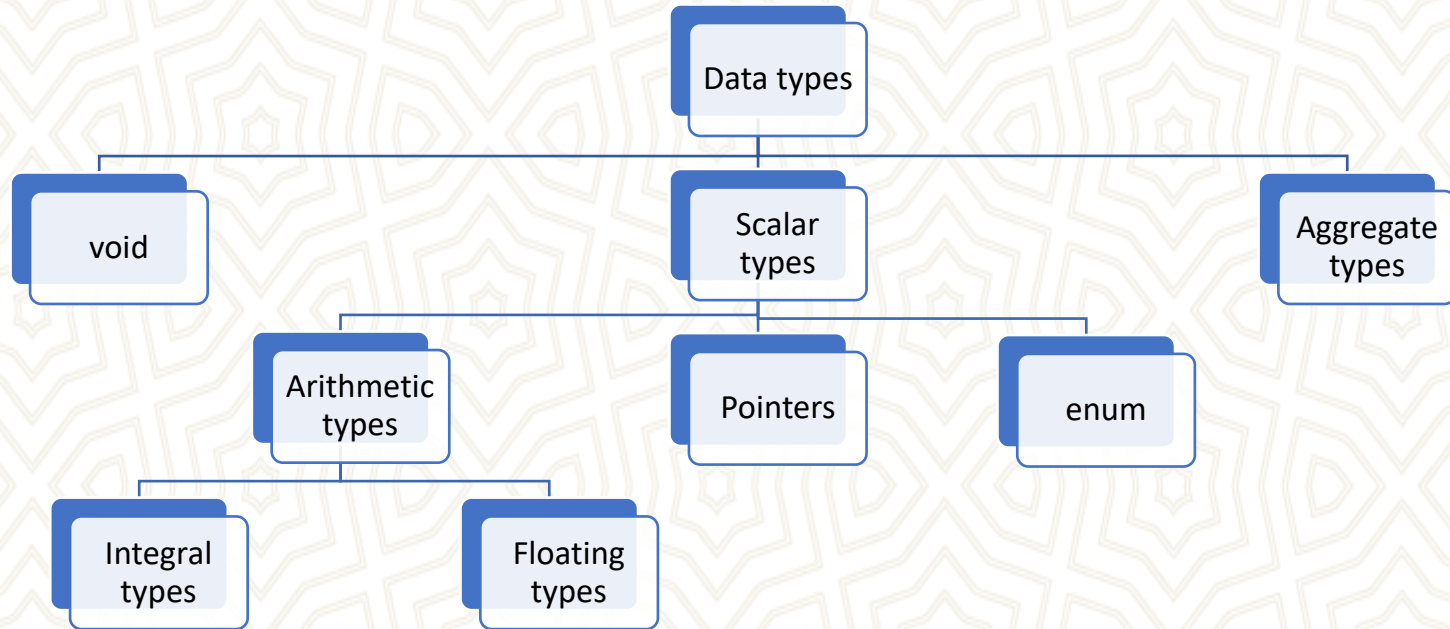 Data types
void
Scalar
types
Aggregate
types
Arithmetic
types
Pointers
enum
Integral
types
Floating
types